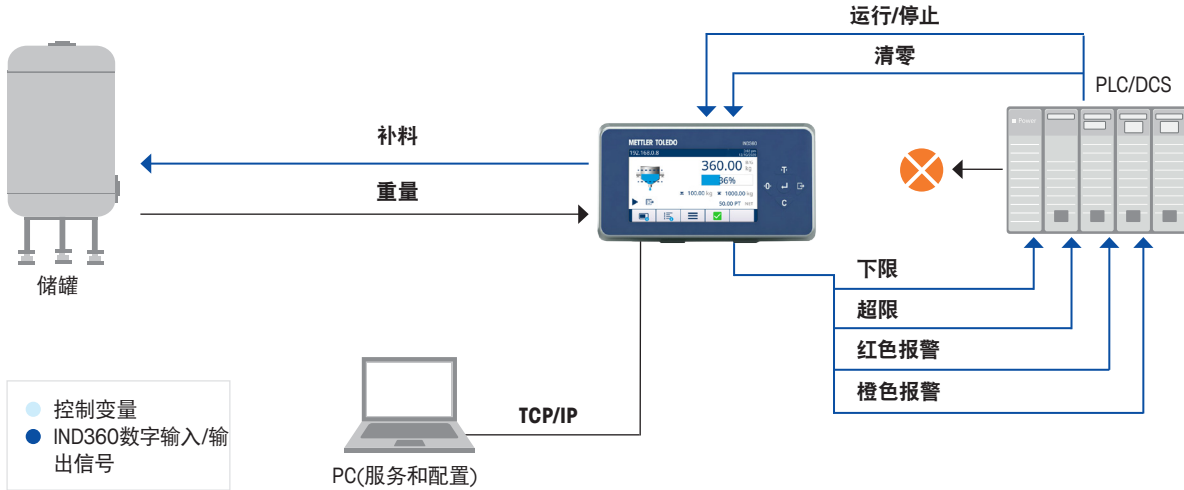 运行/停止
清零
PLC/DCS
Power
补料
重量
METTLER TOLEDO
IND360
192.168.0.8
360.00 kg
36%
100.00 kg
1000.00 kg
50.00 PT
T
0
C
储罐
下限
超限
红色报警
橙色报警
TCP/IP
PC(服务和配置)
控制变量
IND360数字输入/输
出信号